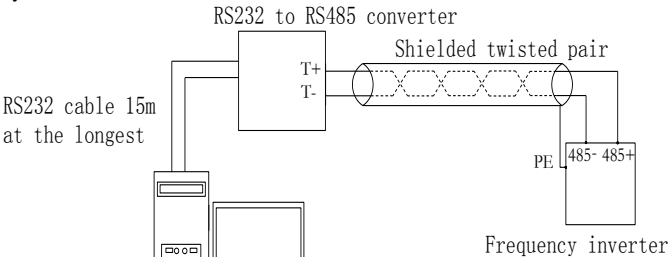 RS232 to RS485 converter
Shielded twisted pair
T+
T-
RS232 cable 15m
at the longest
PE
485- 485+
Frequency inverter